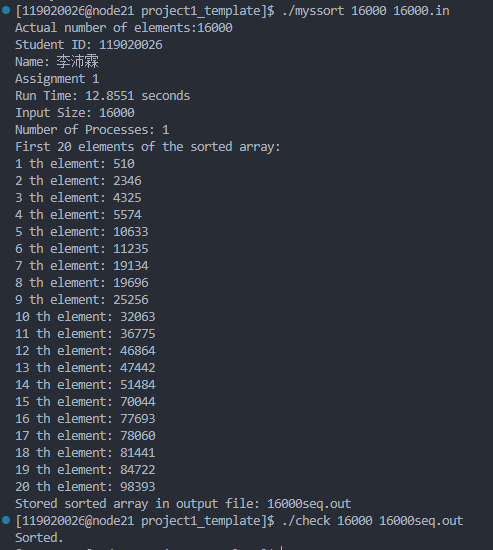 [119020026@node21 project1_template]$ ./myssort 16000 16000.in
Actual number of elements:16000
Student ID: 119020026
Name: 李沛霖
Assignment 1
Run Time: 12.8551 seconds
Input Size: 16000
Number of Processes: 1
First 20 elements of the sorted array:
1 th element: 510
2 th element: 2346
3 th element: 4325
4 th element: 5574
5 th element: 10633
6 th element: 11235
7 th element: 19134
8 th element: 19696
9 th element: 25256
10 th element: 32063
11 th element: 36775
12 th element: 46864
13 th element: 47442
14 th element: 51484
15 th element: 70044
16 th element: 77693
17 th element: 78060
18 th element: 81441
19 th element: 84722
20 th element: 98393
Stored sorted array in output file: 16000seq.out
[119020026@node21 project1_template]$ ./check 16000 16000seq.out
Sorted.